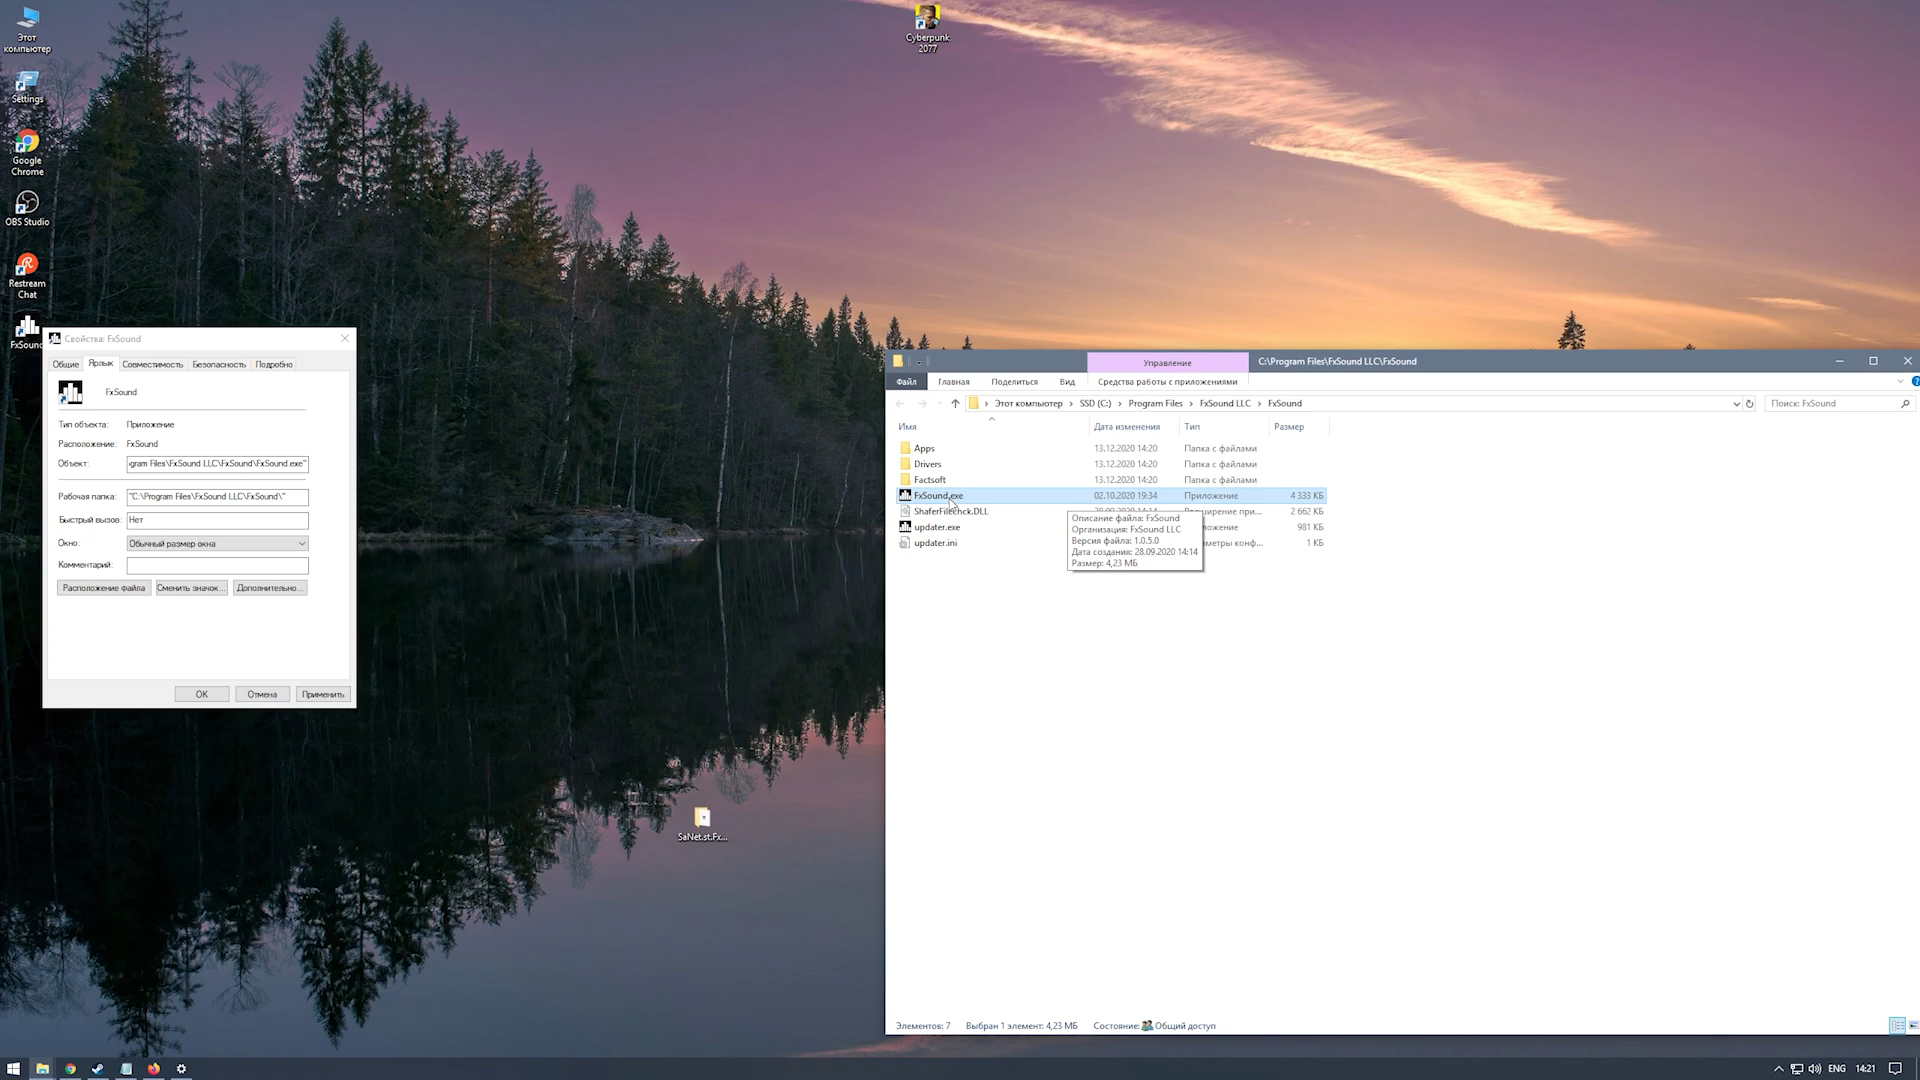 Этот
компьютер
Settings
Google
Chrome
OBS Studio
Restream
Chat
FxSound
Cyberpunk
2077
SaNet.st.Fx...
Свойства: FxSound
Общие
Ярлык
Совместимость
Безопасность
Подробно
FxSound
Тип объекта: Приложение
Расположение: FxSound
Объект: gram Files\FxSound LLC\FxSound\FxSound.exe"
Рабочая папка: "C:\Program Files\FxSound LLC\FxSound\"
Быстрый вызов: Нет
Окно: Обычный размер окна
Комментарий:
Расположение файла
Сменить значок...
Дополнительно...
OK
Отмена
Применить
Управление
C:\Program Files\FxSound LLC\FxSound
Файл
Главная
Поделиться
Вид
Средства работы с приложениями
Этот компьютер
SSD (C:)
Program Files
FxSound LLC
FxSound
Поиск: FxSound
Имя Дата изменения Тип Размер
Apps 13.12.2020 14:20 Папка с файлами
Drivers 13.12.2020 14:20 Папка с файлами
Factsoft 13.12.2020 14:20 Папка с файлами
FxSound.exe 02.10.2020 19:34 Приложение 4 333 КБ
2 662 КБ
updater.exe 981 КБ
updater.ini 1 КБ
Описание файла: FxSound
Организация: FxSound LLC
Версия файла: 1.0.5.0
Дата создания: 28.09.2020 14:14
Размер: 4,23 МБ
Элементов: 7
Выбран 1 элемент: 4,23 МБ
Состояние:
Общий доступ
ENG
14:21